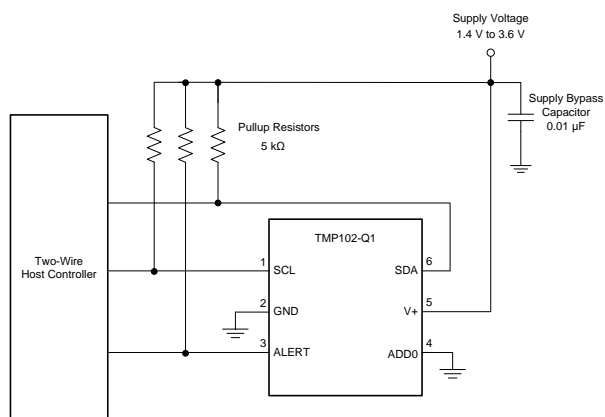 Supply Voltage
1.4 V to 3.6 V
Supply Bypass
Capacitor
0.01 µF
Pullup Resistors
5 kΩ
Two-Wire
Host Controller
TMP102-Q1
1 SCL
2 GND
3 ALERT
SDA 6
V+ 5
ADD0 4